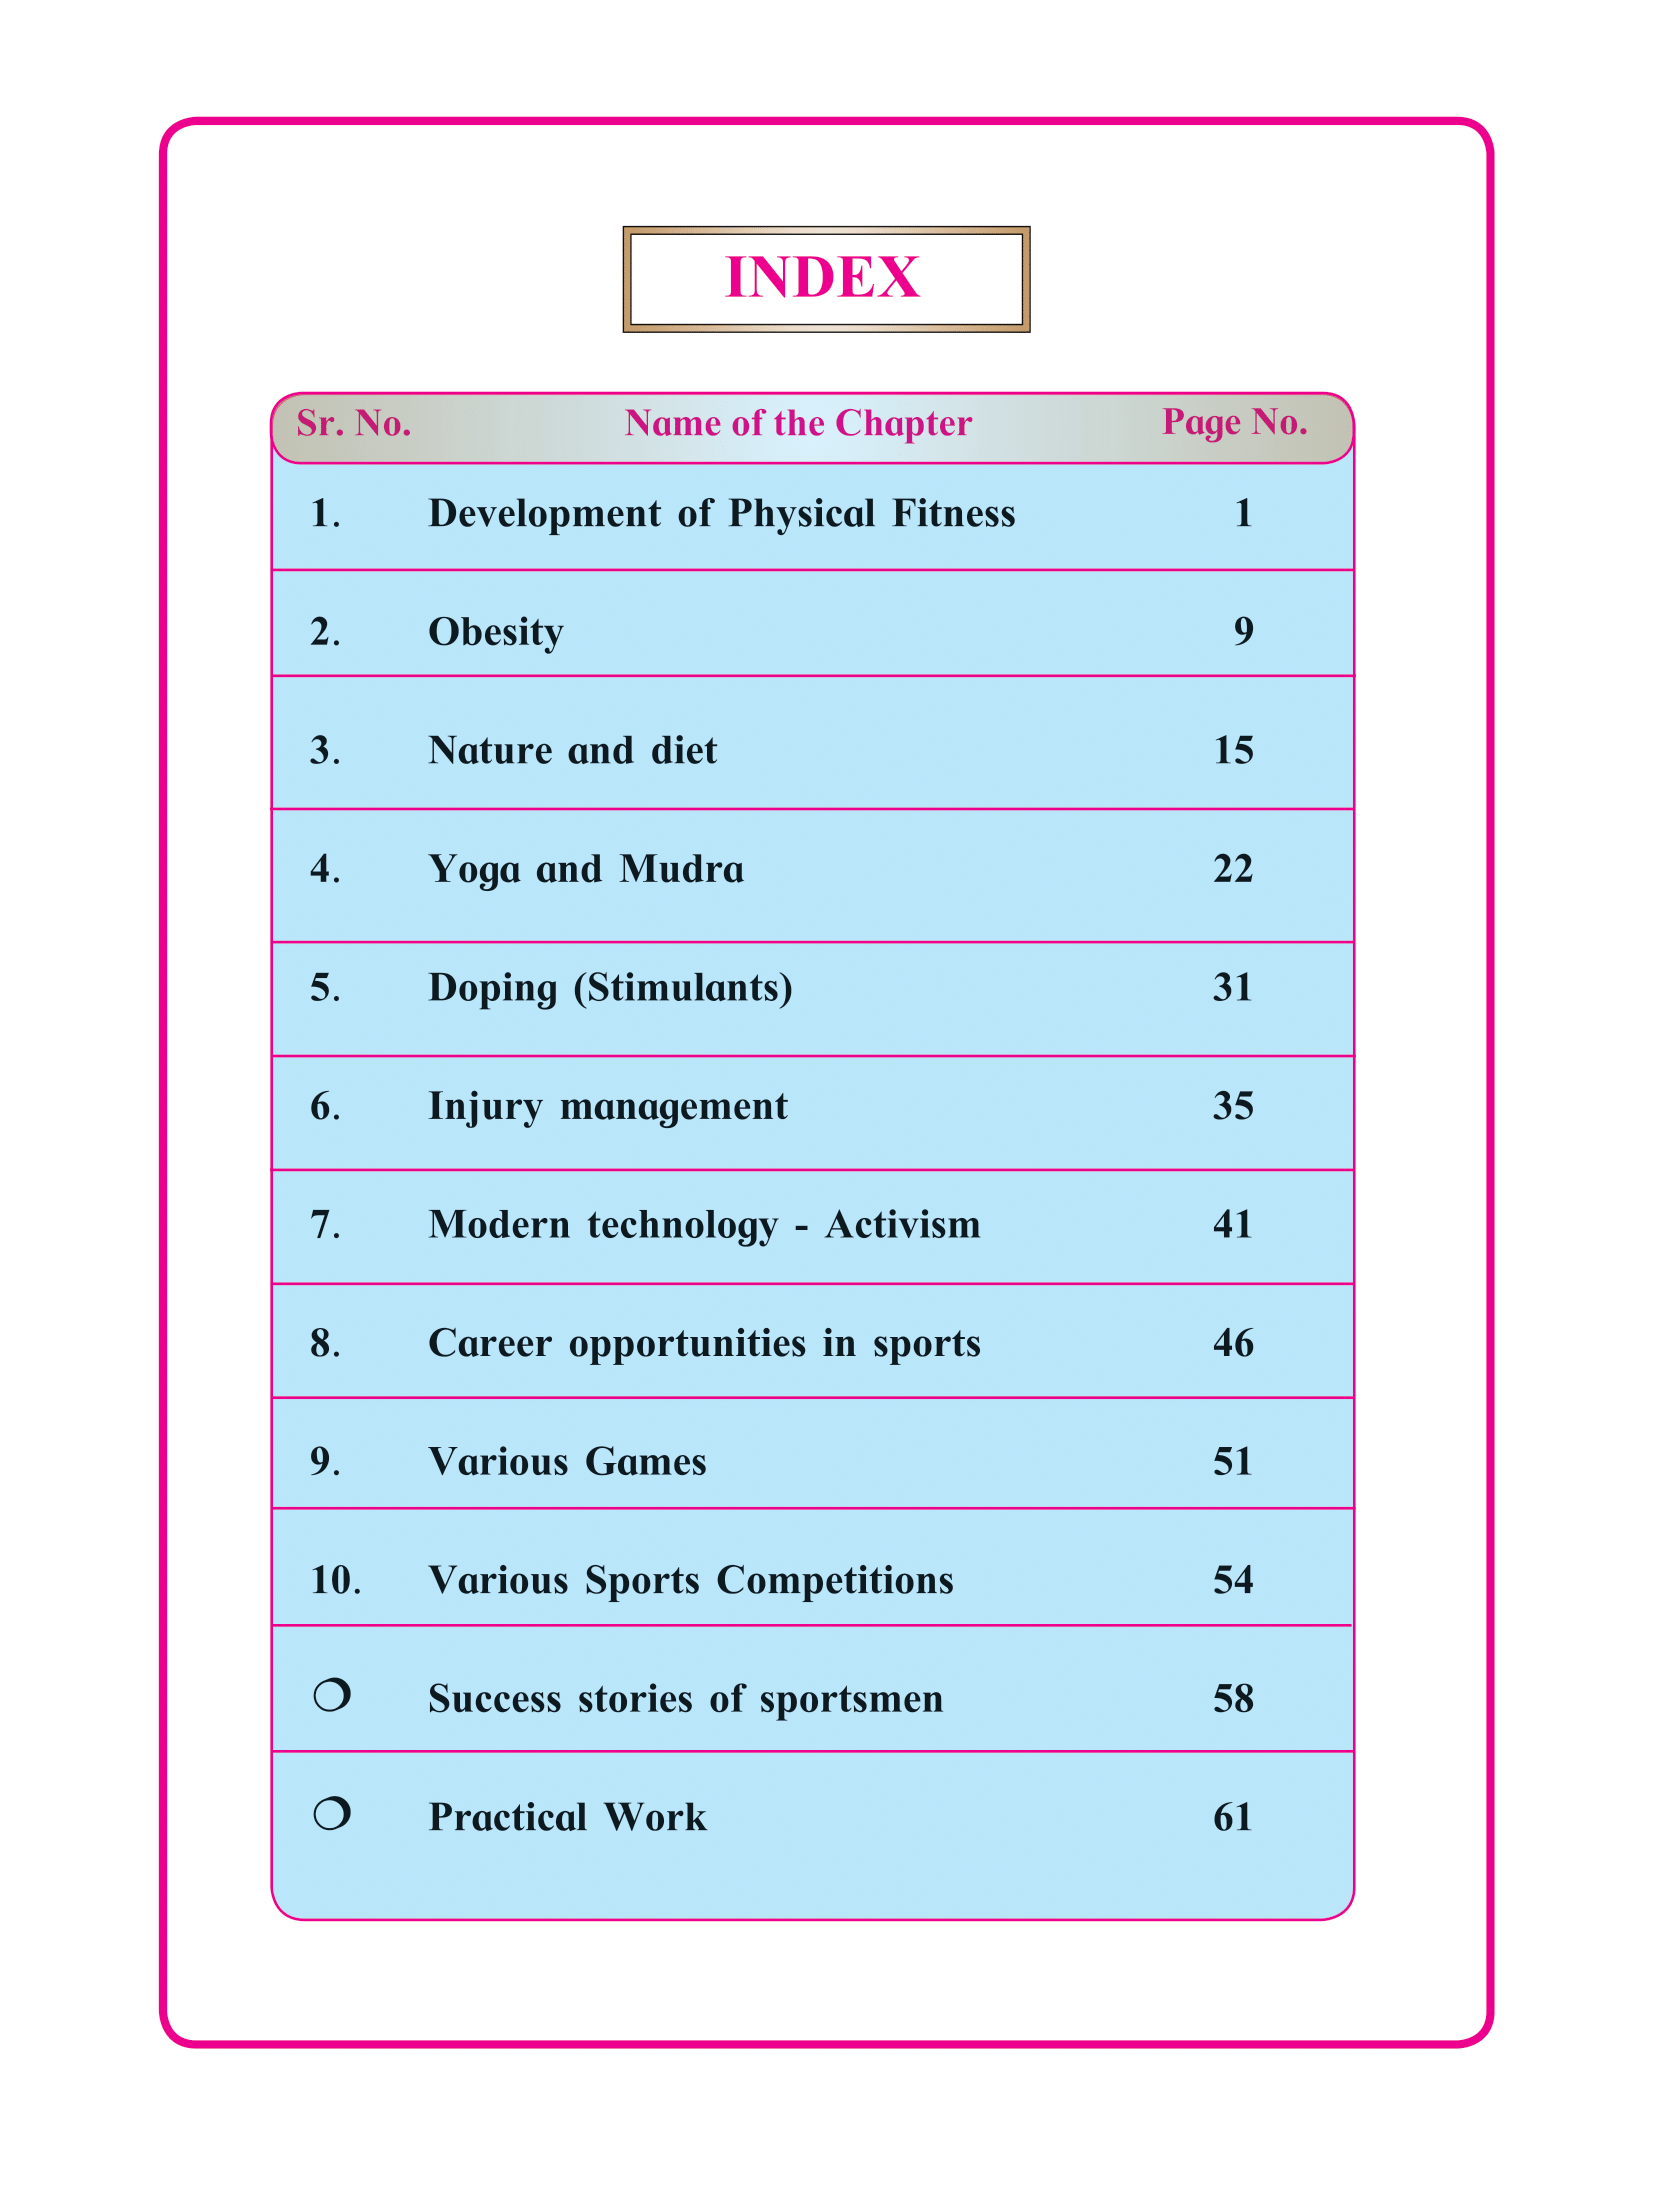 INDEX
Sr. No. Name of the Chapter Page No.
1. Development of Physical Fitness 1
2. Obesity 9
3. Nature and diet 15
4. Yoga and Mudra 22
5. Doping (Stimulants) 31
6. Injury management 35
7. Modern technology - Activism 41
8. Career opportunities in sports 46
9. Various Games 51
10. Various Sports Competitions 54
❍ Success stories of sportsmen 58
❍ Practical Work 61